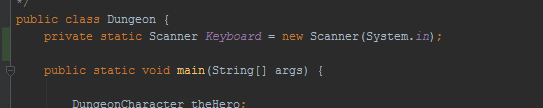 */
public class Dungeon {
private static Scanner Keyboard = new Scanner(System.in);
public static void main(String[] args) {
DungeonCharacter theHero;